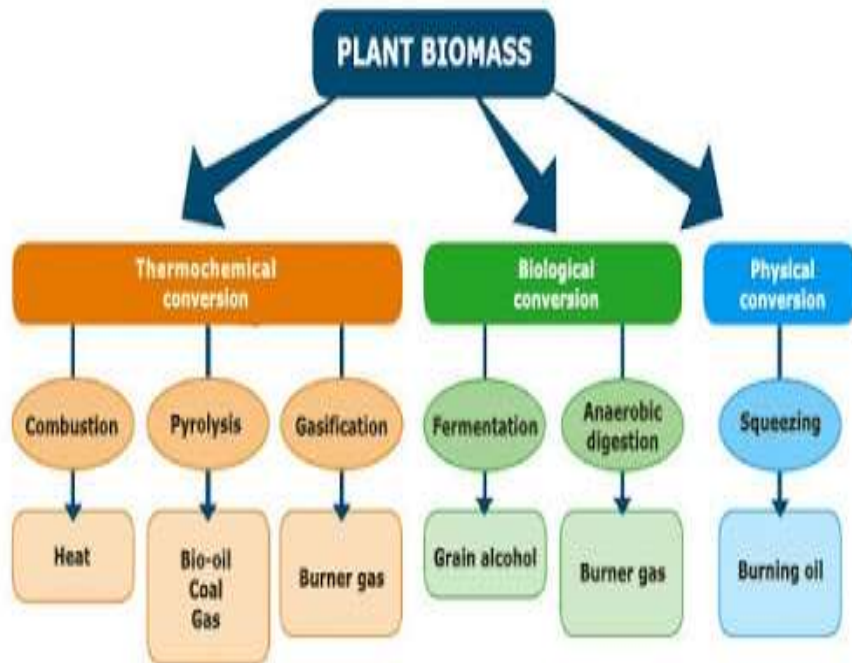 PLANT BIOMASS
Thermochemical
conversion
Biological
conversion
Physical
conversion
Combustion
Pyrolysis
Gasification
Fermentation
Anaerobic
digestion
Squeezing
Heat
Bio-oil
Coal
Gas
Burner gas
Grain alcohol
Burner gas
Burning oil